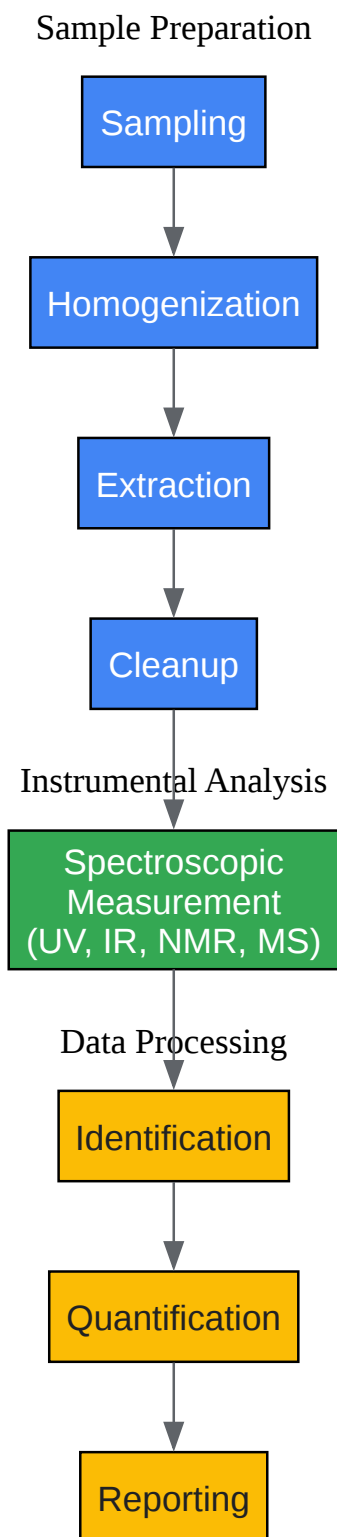 Sample Preparation
Sampling
Homogenization
Extraction
Cleanup
Instrumental Analysis
Spectroscopic
Measurement
(UV, IR, NMR, MS)
Data Processing
Identification
Quantification
Reporting